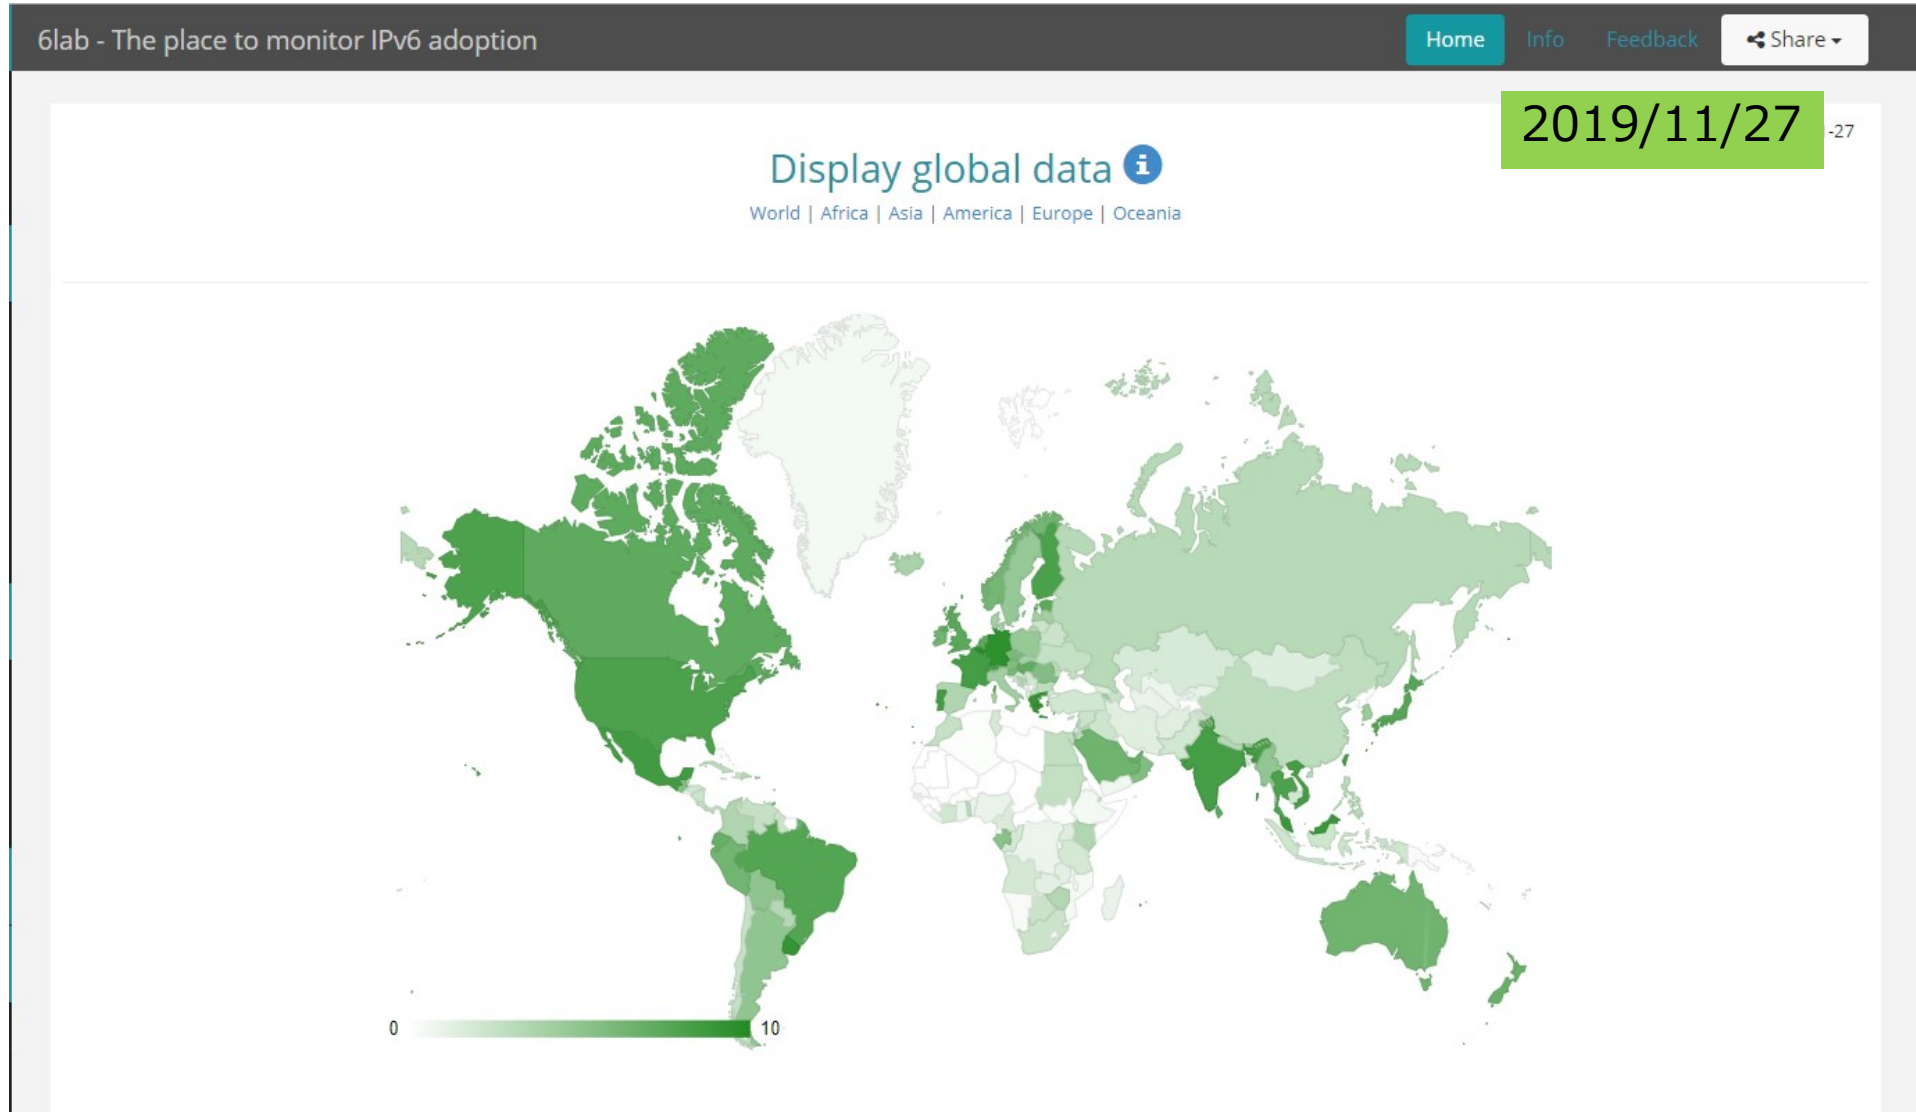 6lab - The place to monitor IPv6 adoption
Home Info Feedback Share
2019/11/27
-27
Display global data
World | Africa | Asia | America | Europe | Oceania
0 10